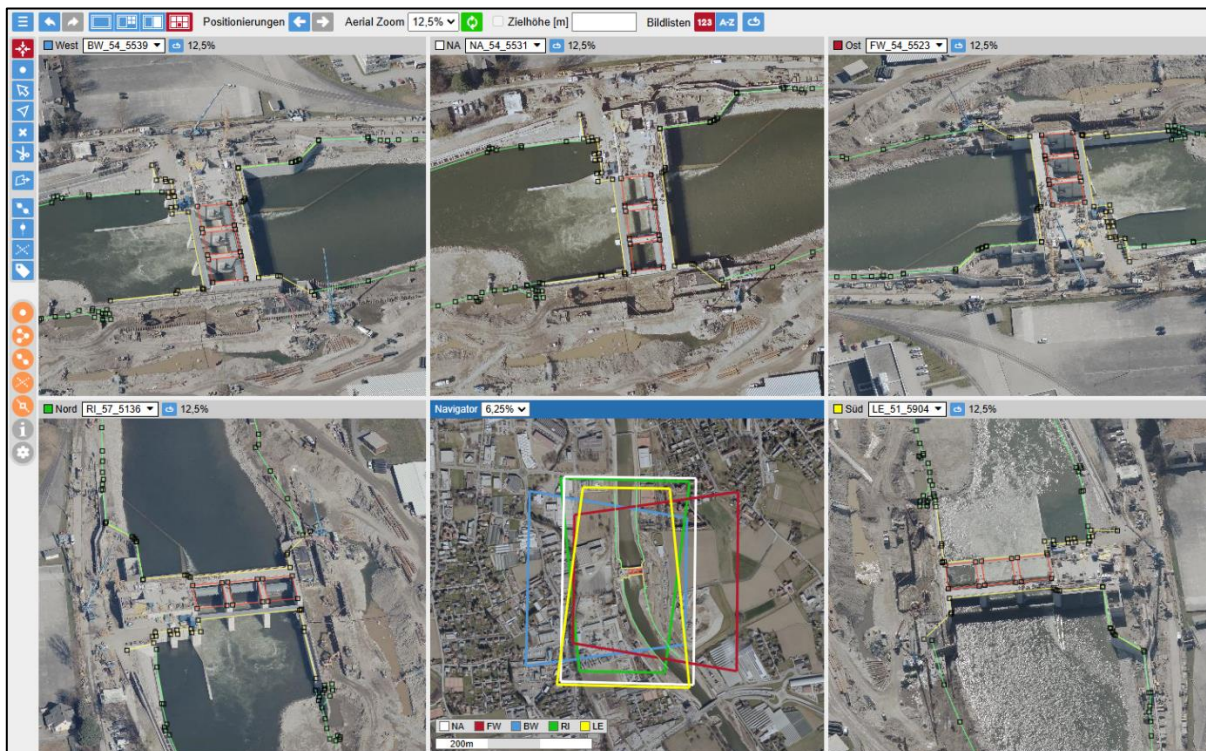 Positionierungen Aerial Zoom 12,5% Zielhöhe [m] Bildlisten 123 A-Z
West BW_54_5539 12,5%
NA NA_54_5531 12,5%
Ost FW_54_5523 12,5%
Nord RI_57_5136 12,5%
Navigator 6,25%
Süd LE_51_5904 12,5%
NA FW BW RI LE
200m